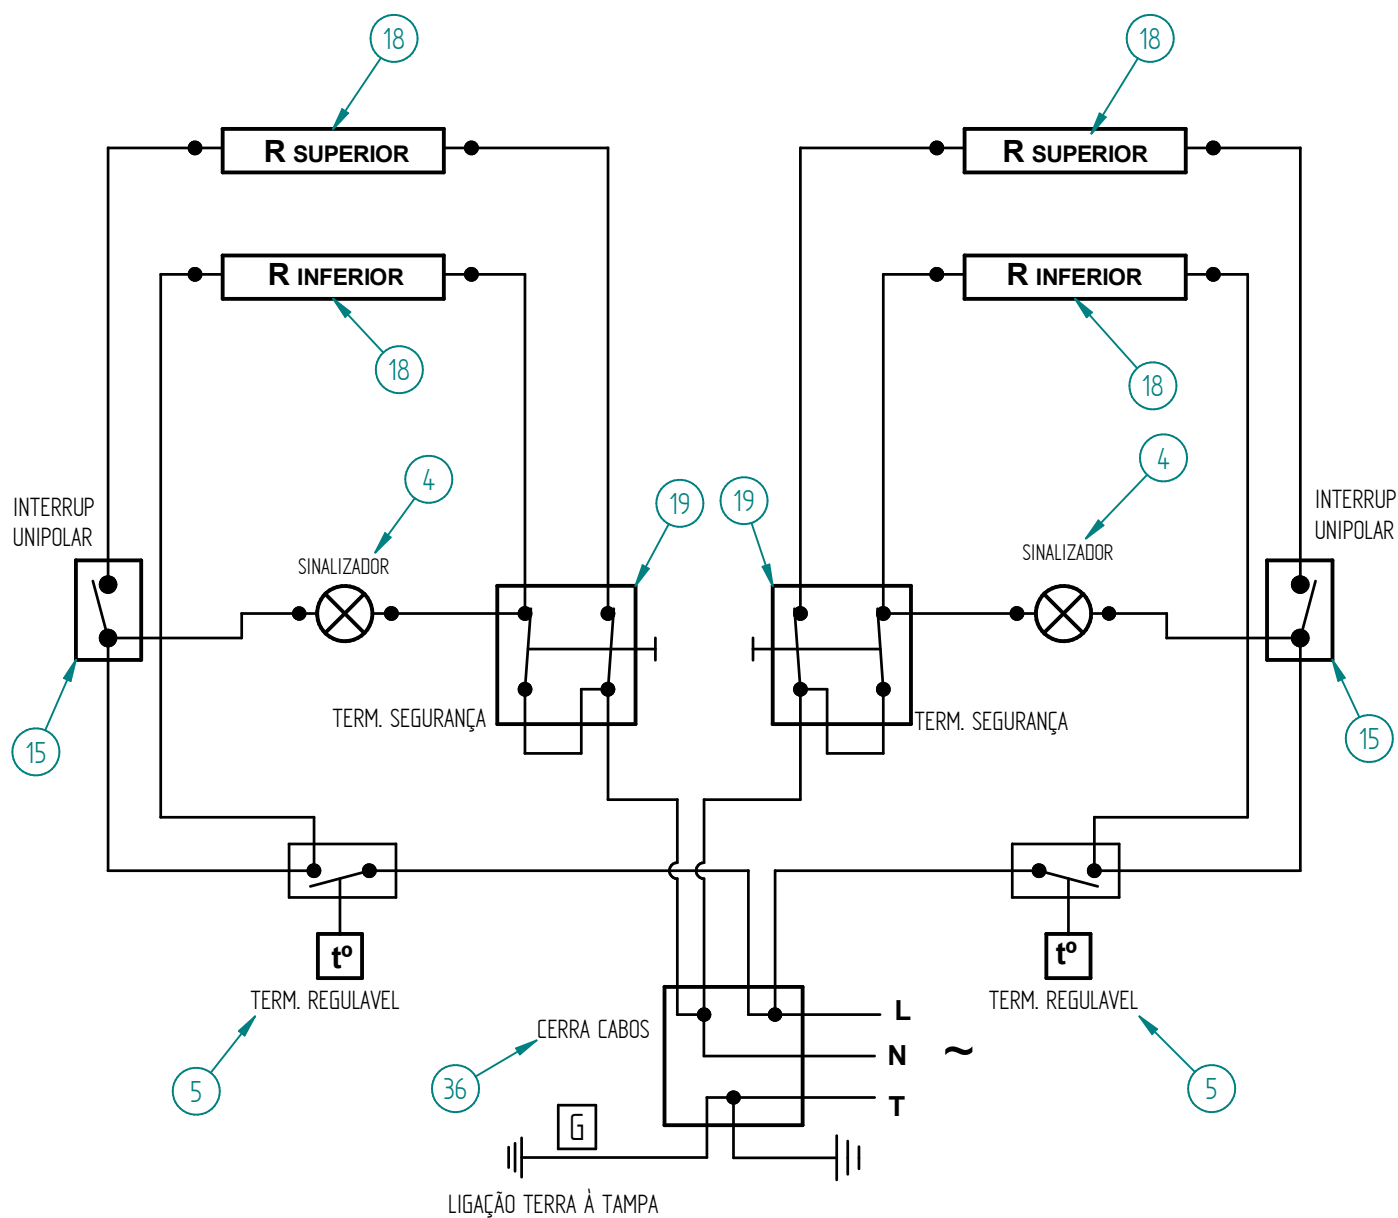 18
18
R SUPERIOR
R SUPERIOR
R INFERIOR
R INFERIOR
18
18
4
4
19
19
INTERRUP
UNIPOLAR
INTERRUP
UNIPOLAR
SINALIZADOR
SINALIZADOR
TERM. SEGURANÇA
TERM. SEGURANÇA
15
15
tº
tº
TERM. REGULAVEL
TERM. REGULAVEL
L
CERRA CABOS
N ~
5
36
5
T
G
LIGAÇÃO TERRA À TAMPA